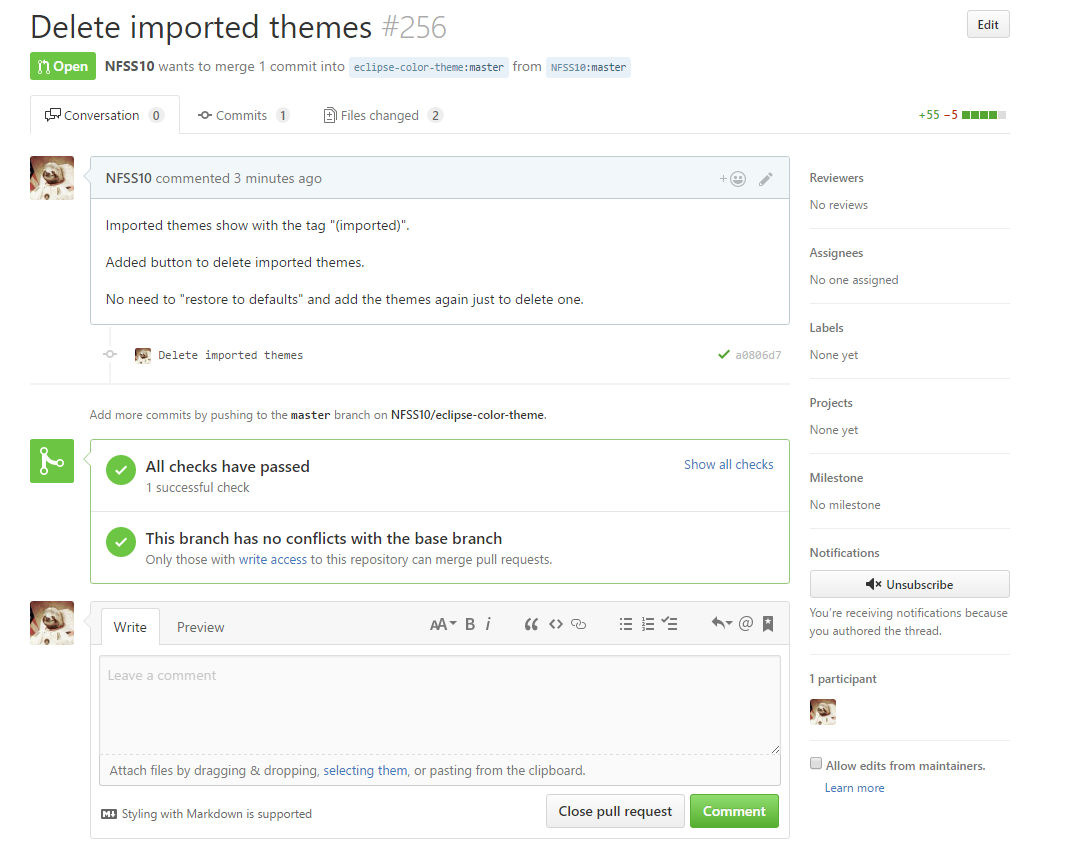 Delete imported themes #256
Edit
Open NFSS10 wants to merge 1 commit into eclipse-color-theme:master from NFSS10:master
Conversation 0 Commits 1 Files changed 2 +55 −5
NFSS10 commented 3 minutes ago
Imported themes show with the tag "(imported)".
Added button to delete imported themes.
No need to "restore to defaults" and add the themes again just to delete one.
Delete imported themes a0806d7
Add more commits by pushing to the master branch on NFSS10/eclipse-color-theme.
All checks have passed
1 successful check
Show all checks
This branch has no conflicts with the base branch
Only those with write access to this repository can merge pull requests.
Write Preview AA B i
Leave a comment
Attach files by dragging & dropping, selecting them, or pasting from the clipboard.
Styling with Markdown is supported
Close pull request Comment
Reviewers
No reviews
Assignees
No one assigned
Labels
None yet
Projects
None yet
Milestone
No milestone
Notifications
Unsubscribe
You're receiving notifications because
you authored the thread.
1 participant
Allow edits from maintainers.
Learn more